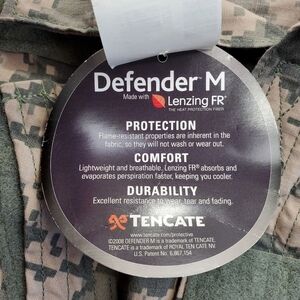 Defender™ M
Made with Lenzing FR®
THE HEAT PROTECTION FIBER
PROTECTION
Flame-resistant properties are inherent in the
fabric, so they will not wash or wear out.
COMFORT
Lightweight and breathable, Lenzing FR® absorbs and
evaporates perspiration faster, keeping you cooler.
DURABILITY
Excellent resistance to wear, tear and fading.
TENCATE
www.tencate.com/protective
©2008 DEFENDER M is a trademark of TENCATE.
TENCATE is a trademark of ROYAL TEN CATE NV.
U.S. Patent No. 6,867,154